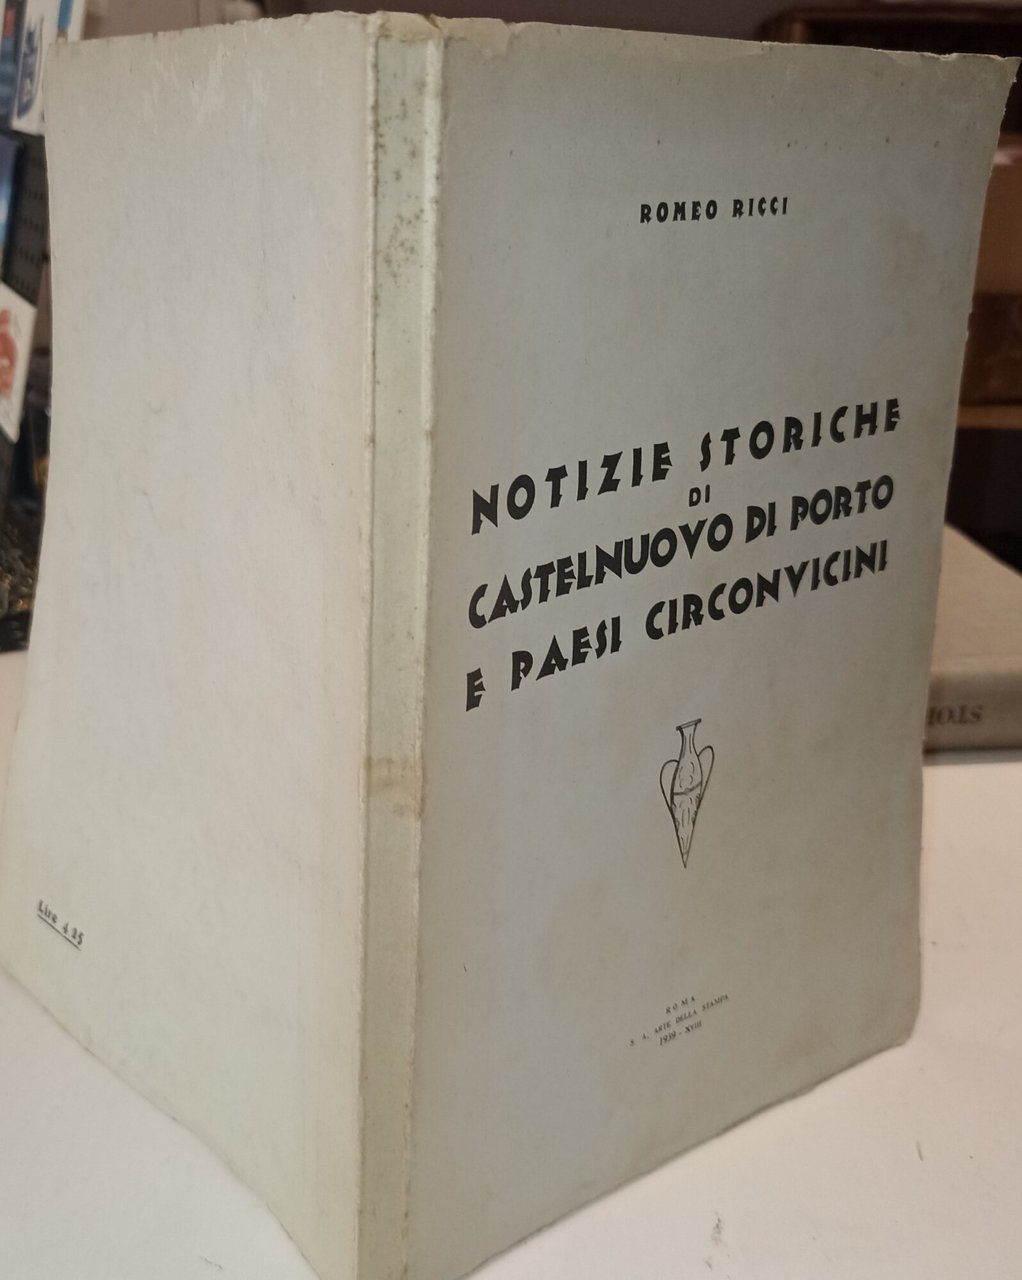 ROMEO RICCI
NOTIZIE STORICHE
DI
CASTELNUOVO DI PORTO
E PAESI CIRCONVICINI
ROMA
S. A. ARTE DELLA STAMPA
1939 - XVIII
Lire 4,25